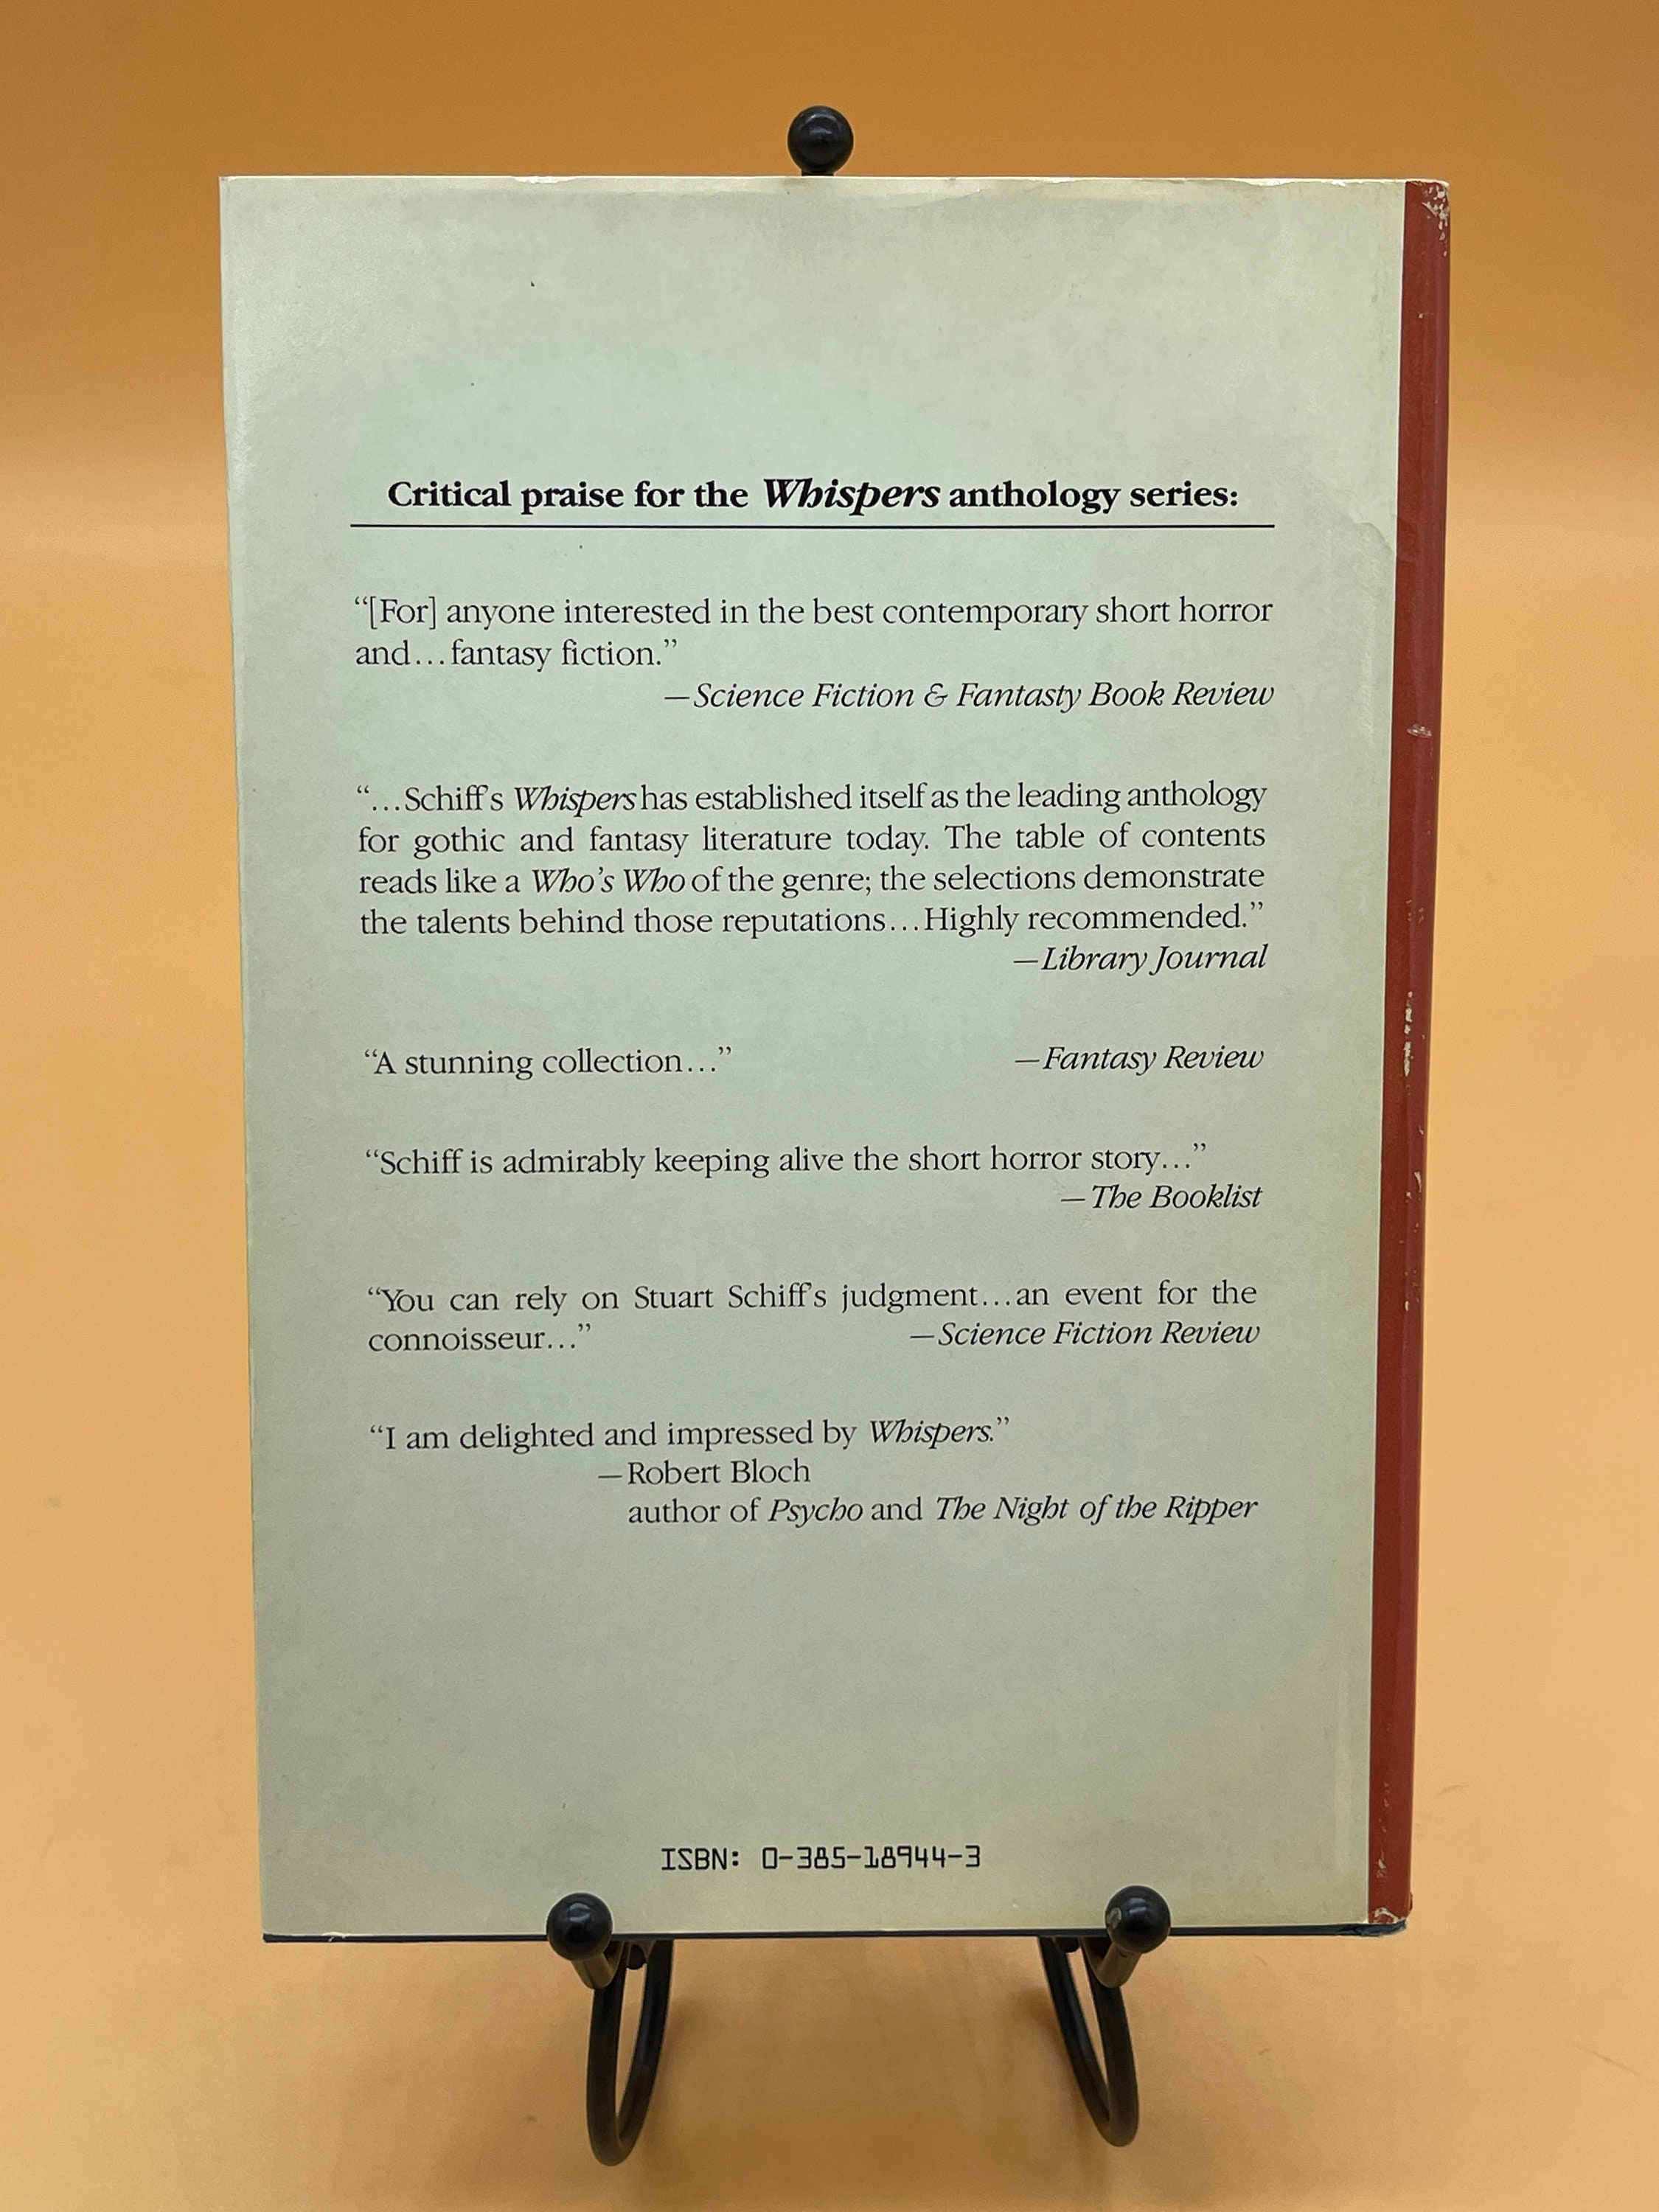 Critical praise for the Whispers anthology series:
“[For] anyone interested in the best contemporary short horror
and...fantasy fiction.”
—Science Fiction & Fantasty Book Review
“...Schiff’s Whispers has established itself as the leading anthology
for gothic and fantasy literature today. The table of contents
reads like a Who’s Who of the genre; the selections demonstrate
the talents behind those reputations...Highly recommended.”
—Library Journal
“A stunning collection...” —Fantasy Review
“Schiff is admirably keeping alive the short horror story...”
—The Booklist
“You can rely on Stuart Schiff’s judgment...an event for the
connoisseur...” —Science Fiction Review
“I am delighted and impressed by Whispers.”
—Robert Bloch
author of Psycho and The Night of the Ripper
ISBN: 0-385-18944-3